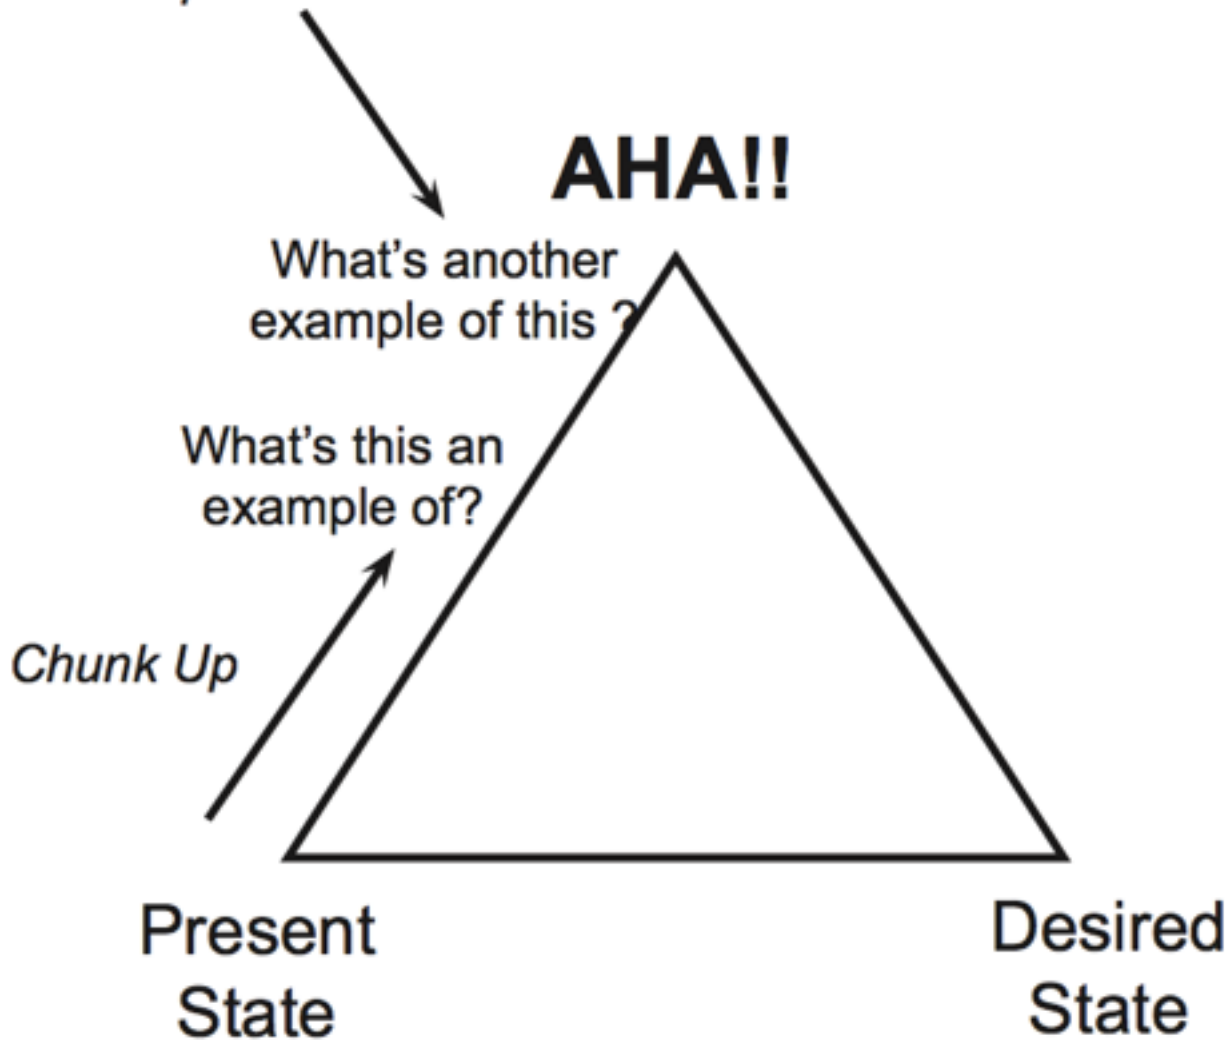 AHA!!
What's another
example of this ?
What's this an
example of?
Chunk Up
Present
State
Desired
State